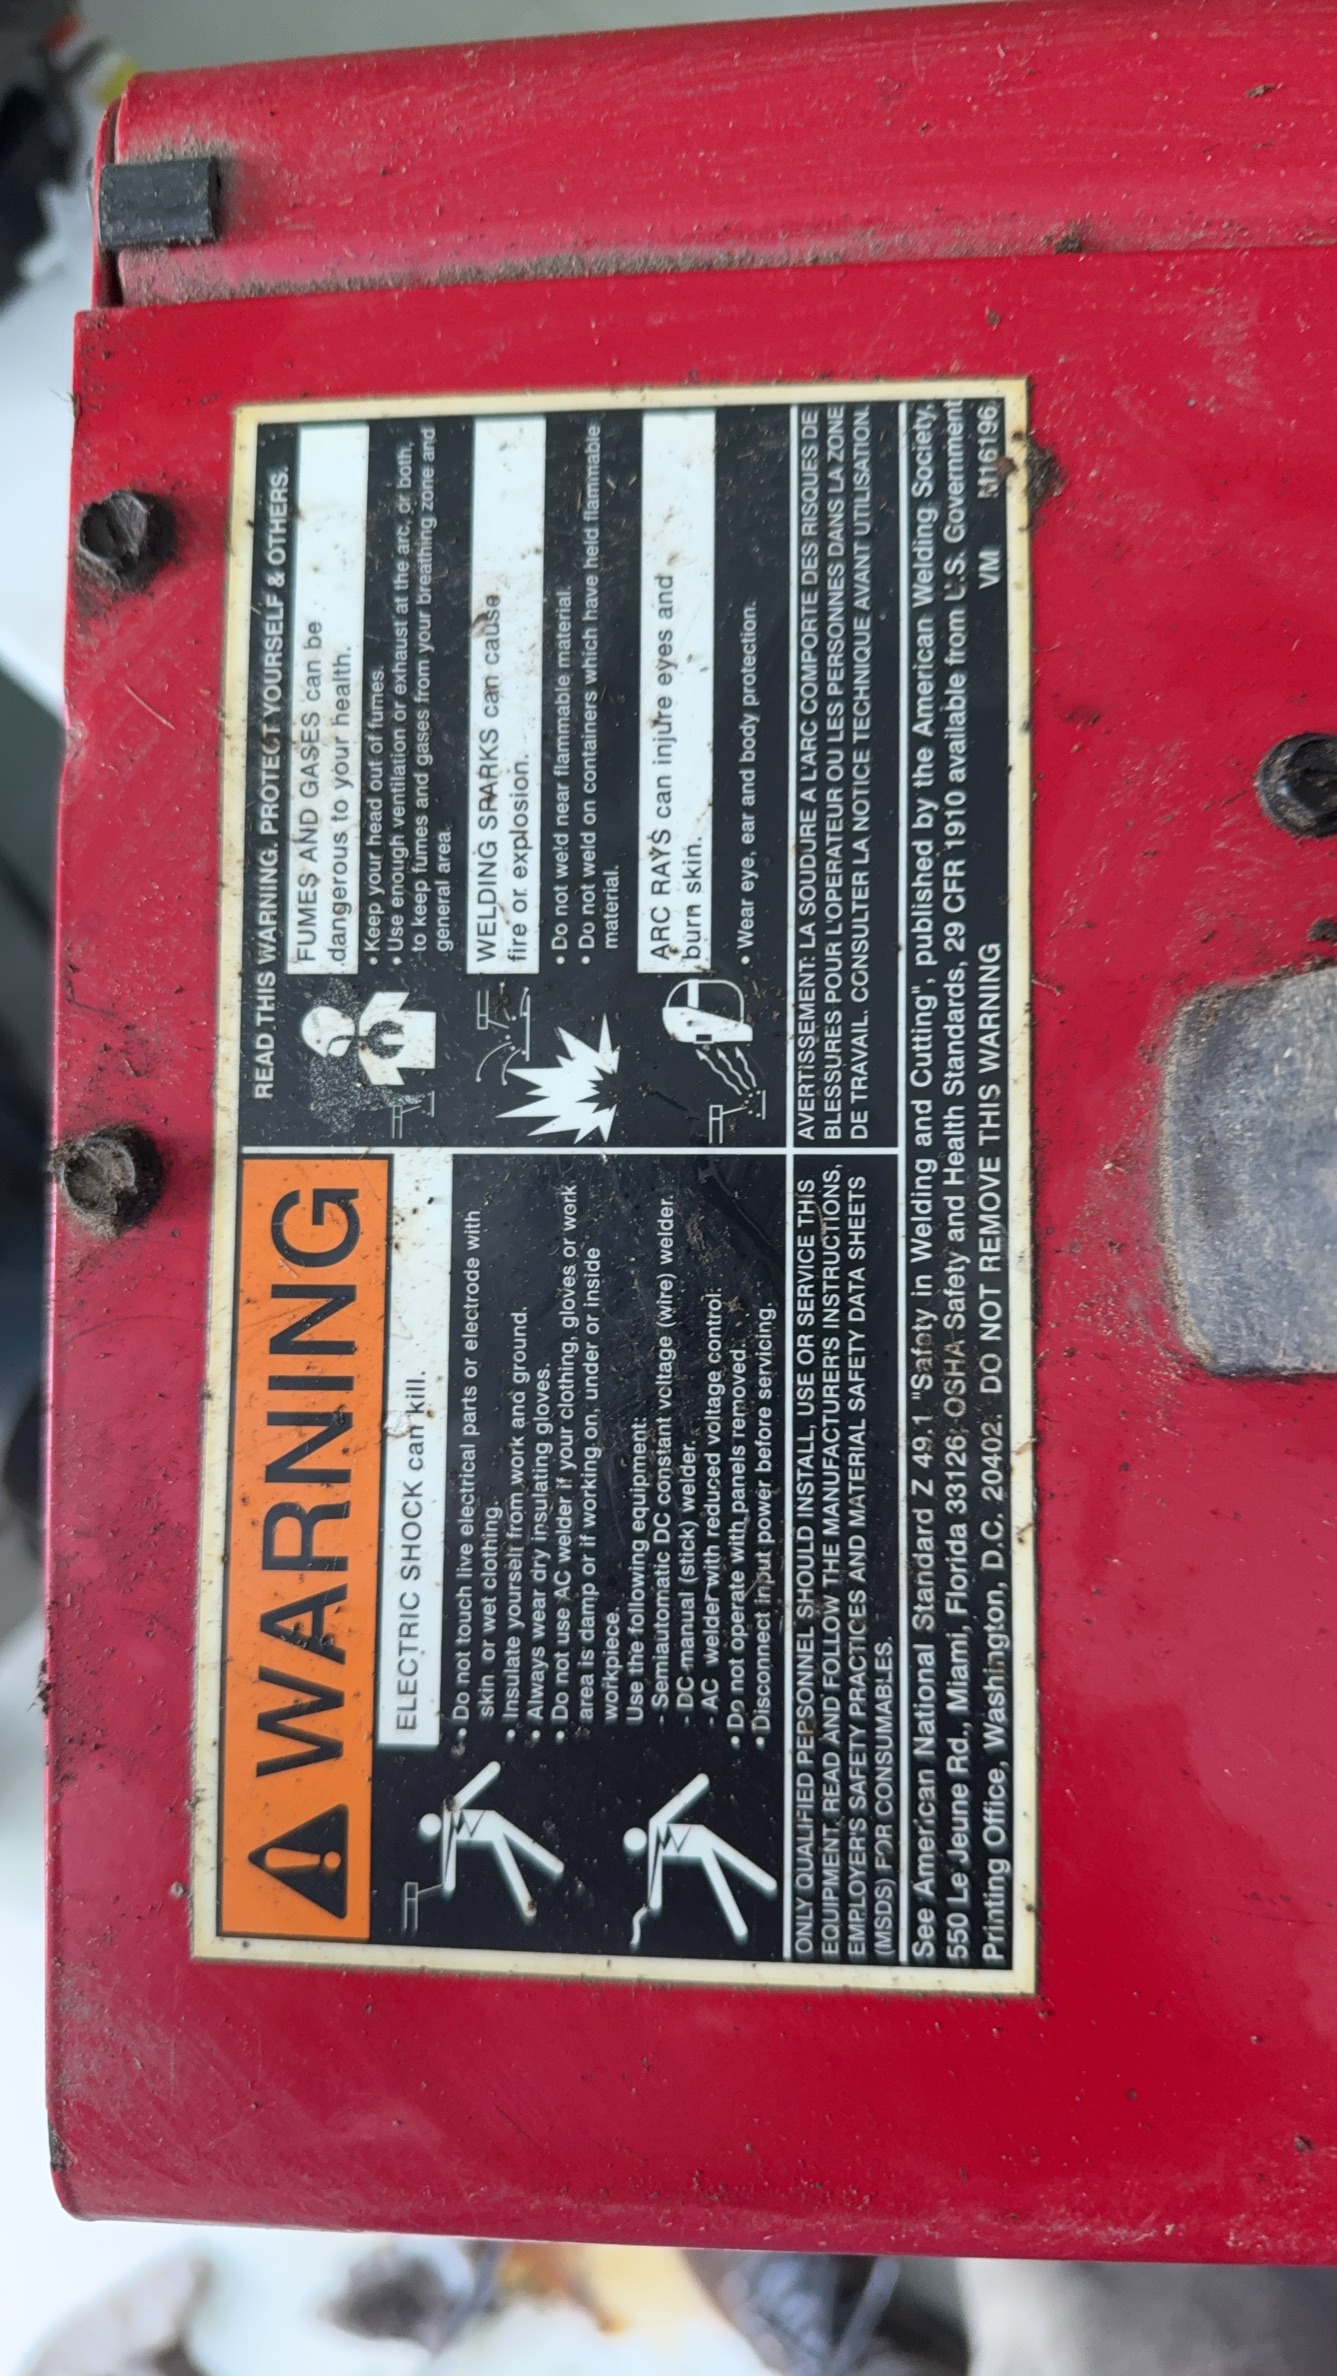 WARNING
ELECTRIC SHOCK can kill.
• Do not touch live electrical parts or electrode with
skin or wet clothing.
• Insulate yourself from work and ground.
• Always wear dry insulating gloves.
• Do not use AC welder if your clothing, gloves or work
area is damp or if working on, under or inside
workpiece.
Use the following equipment:
- Semiautomatic DC constant voltage (wire) welder.
- DC manual (stick) welder.
- AC welder with reduced voltage control.
• Do not operate with panels removed.
• Disconnect input power before servicing.
READ THIS WARNING. PROTECT YOURSELF & OTHERS.
FUMES AND GASES can be
dangerous to your health.
• Keep your head out of fumes.
• Use enough ventilation or exhaust at the arc, or both,
to keep fumes and gases from your breathing zone and
general area.
WELDING SPARKS can cause
fire or explosion.
• Do not weld near flammable material.
• Do not weld on containers which have held flammable
material.
ARC RAYS can injure eyes and
burn skin.
• Wear eye, ear and body protection.
ONLY QUALIFIED PERSONNEL SHOULD INSTALL, USE OR SERVICE THIS
EQUIPMENT. READ AND FOLLOW THE MANUFACTURER'S INSTRUCTIONS,
EMPLOYER'S SAFETY PRACTICES AND MATERIAL SAFETY DATA SHEETS
(MSDS) FOR CONSUMABLES.
AVERTISSEMENT: LA SOUDURE A L'ARC COMPORTE DES RISQUES DE
BLESSURES POUR L'OPERATEUR OU LES PERSONNES DANS LA ZONE
DE TRAVAIL. CONSULTER LA NOTICE TECHNIQUE AVANT UTILISATION.
See American National Standard Z 49.1 "Safety in Welding and Cutting", published by the American Welding Society,
550 Le Jeune Rd., Miami, Florida 33126; OSHA Safety and Health Standards, 29 CFR 1910 available from U.S. Government
Printing Office, Washington, D.C. 20402. DO NOT REMOVE THIS WARNING VM M16196